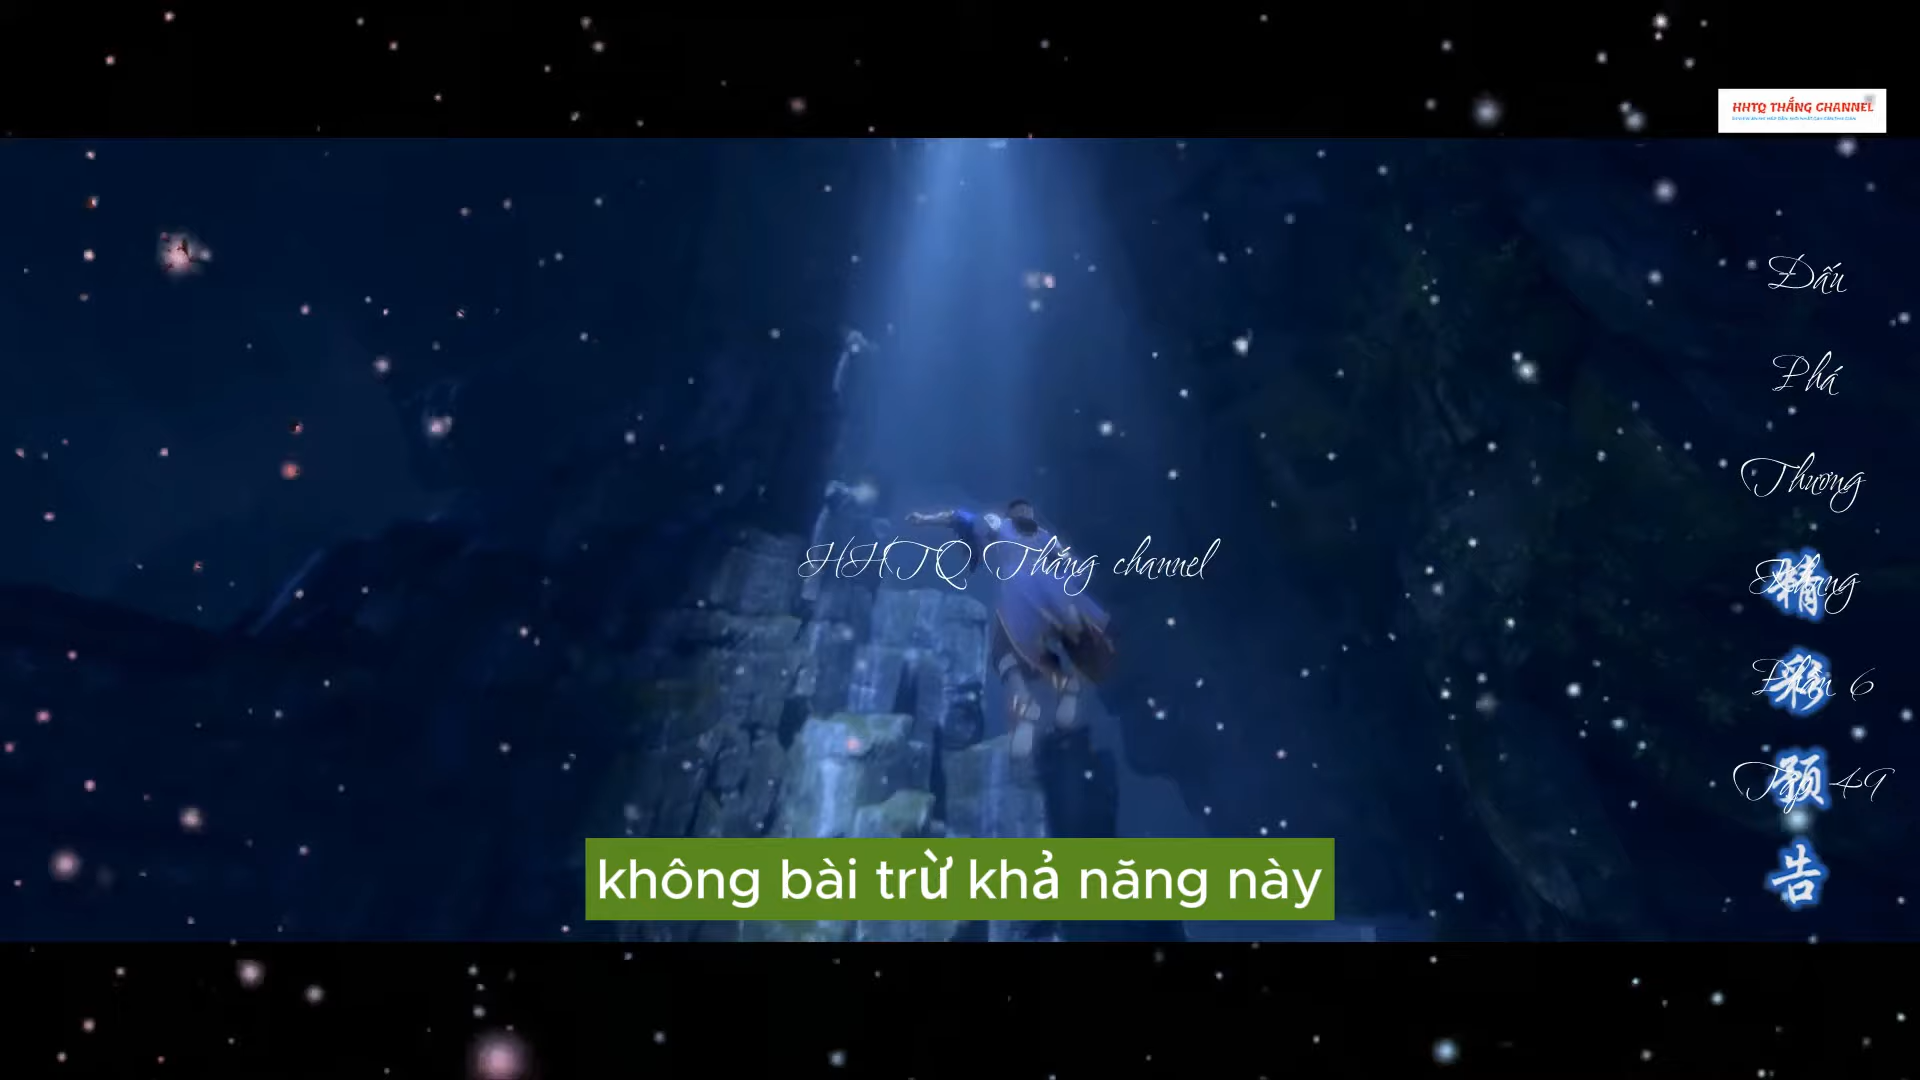 HHTQ THẮNG CHANNEL
Đấu
Phá
Thương
Khung
HHTQ Thắng channel
Phần 6
Tập 49
精
彩
预
告
không bài trừ khả năng này